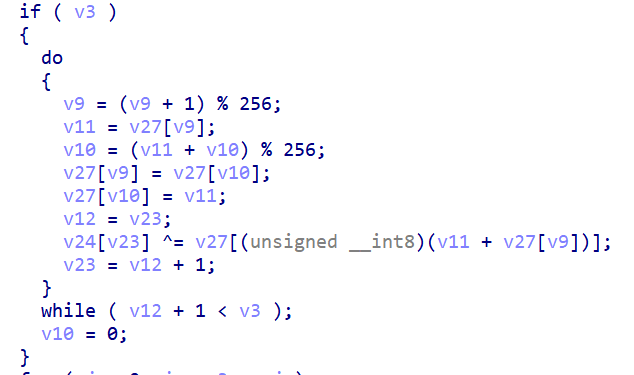 if ( v3 )
{
do
{
v9 = (v9 + 1) % 256;
v11 = v27[v9];
v10 = (v11 + v10) % 256;
v27[v9] = v27[v10];
v27[v10] = v11;
v12 = v23;
v24[v23] ^= v27[(unsigned __int8)(v11 + v27[v9])];
v23 = v12 + 1;
}
while ( v12 + 1 < v3 );
v10 = 0;
}